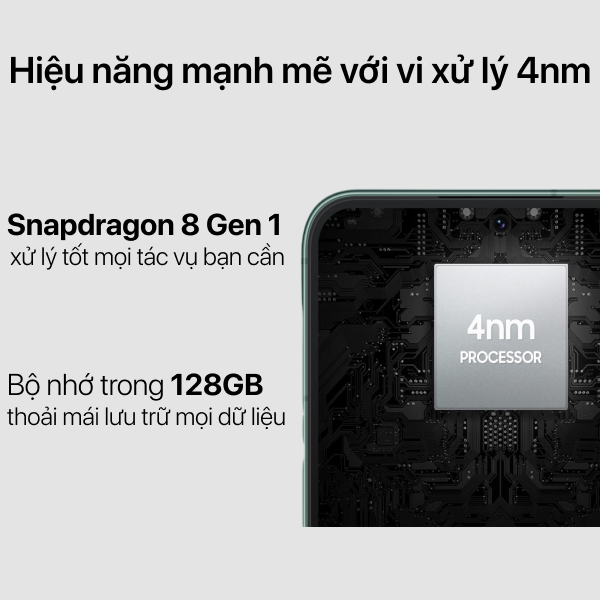 Hiệu năng mạnh mẽ với vi xử lý 4nm
Snapdragon 8 Gen 1
xử lý tốt mọi tác vụ bạn cần
4nm
PROCESSOR
Bộ nhớ trong 128GB
thoải mái lưu trữ mọi dữ liệu